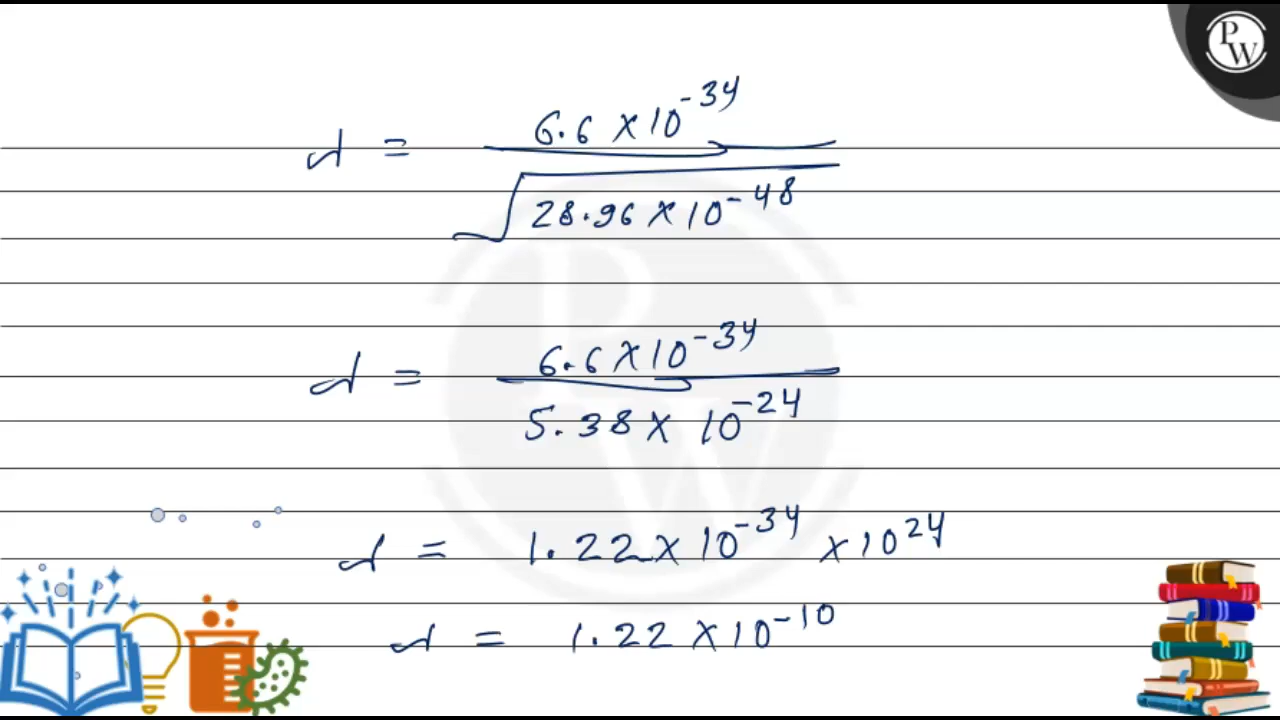 PW
λ = 6.6 × 10^-34 / √(28.96 × 10^-48)
λ = 6.6 × 10^-34 / 5.38 × 10^-24
λ = 1.22 × 10^-34 × 10^24
λ = 1.22 × 10^-10